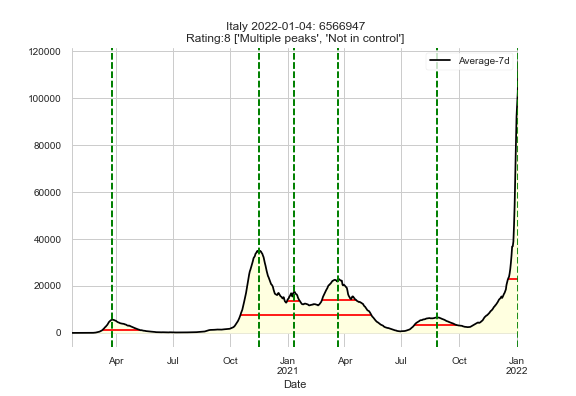 Italy 2022-01-04: 6566947
Rating:8 ['Multiple peaks', 'Not in control']
Average-7d
120000
100000
80000
60000
40000
20000
0
Apr Jul Oct Jan Apr Jul Oct Jan
2021 2022
Date